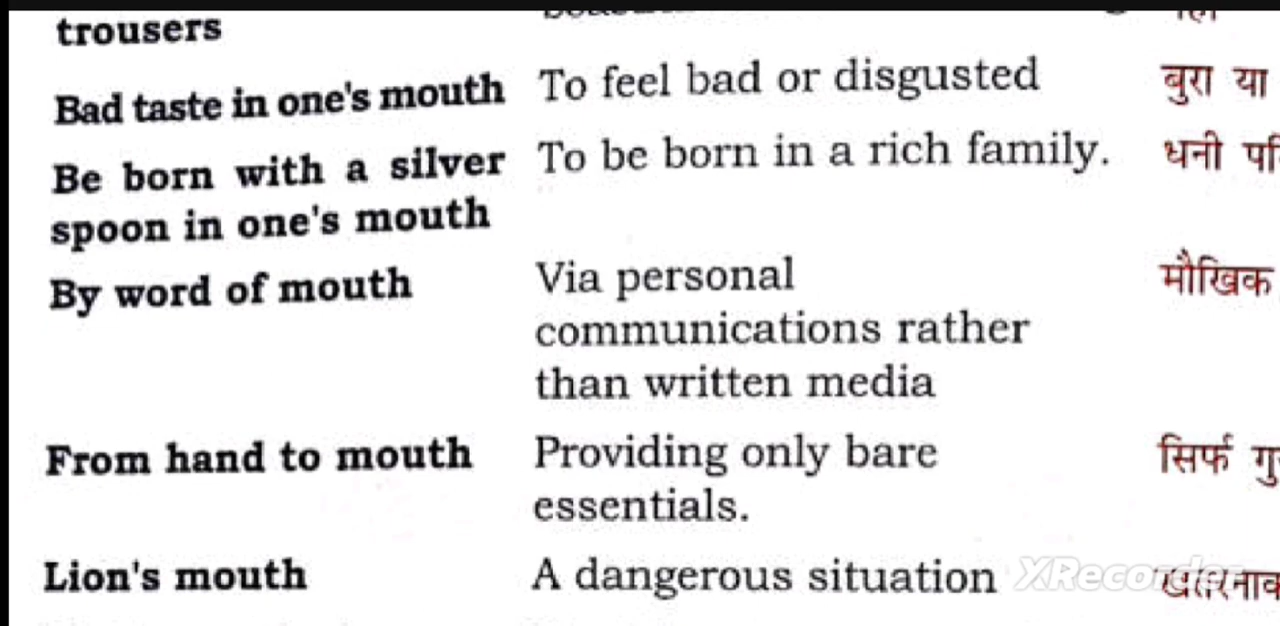 trousers
Bad taste in one's mouth To feel bad or disgusted बुरा या
Be born with a silver To be born in a rich family. धनी
spoon in one's mouth
By word of mouth Via personal मौखिक
communications rather
than written media
From hand to mouth Providing only bare सिर्फ
essentials.
Lion's mouth A dangerous situation खतरनाक
XRecorder